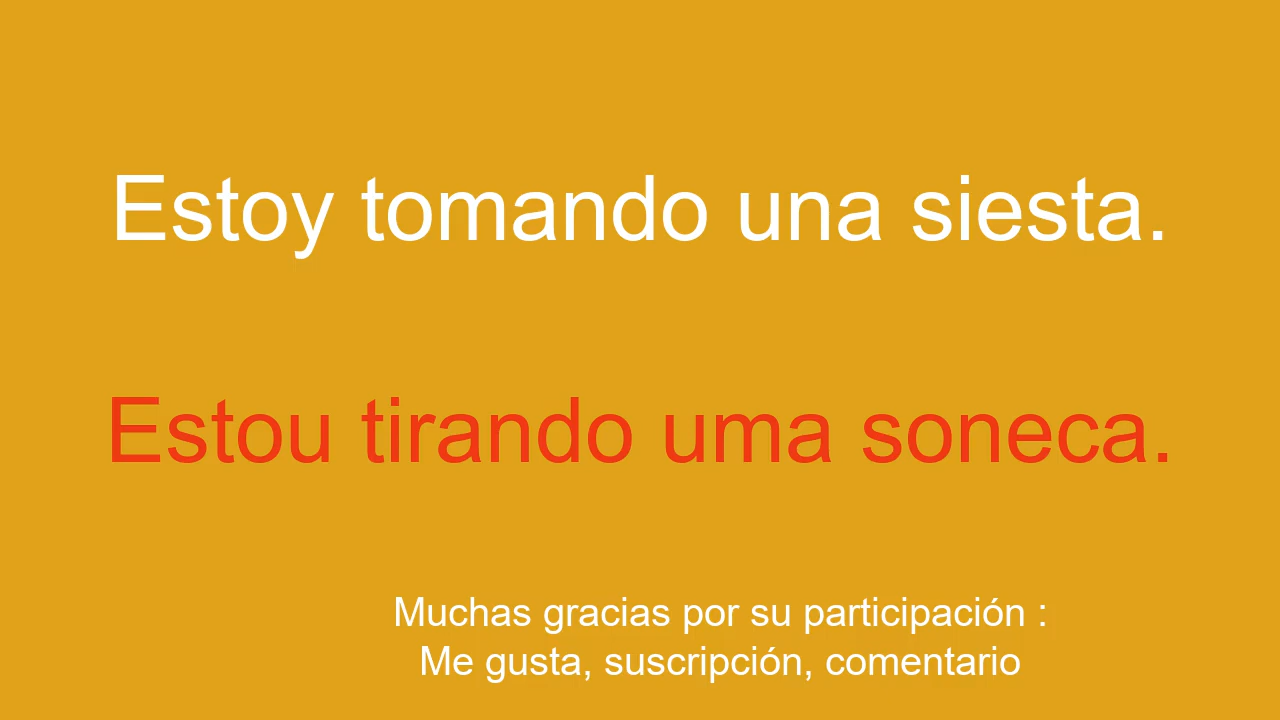 Estoy tomando una siesta.
Estou tirando uma soneca.
Muchas gracias por su participación :
Me gusta, suscripción, comentario